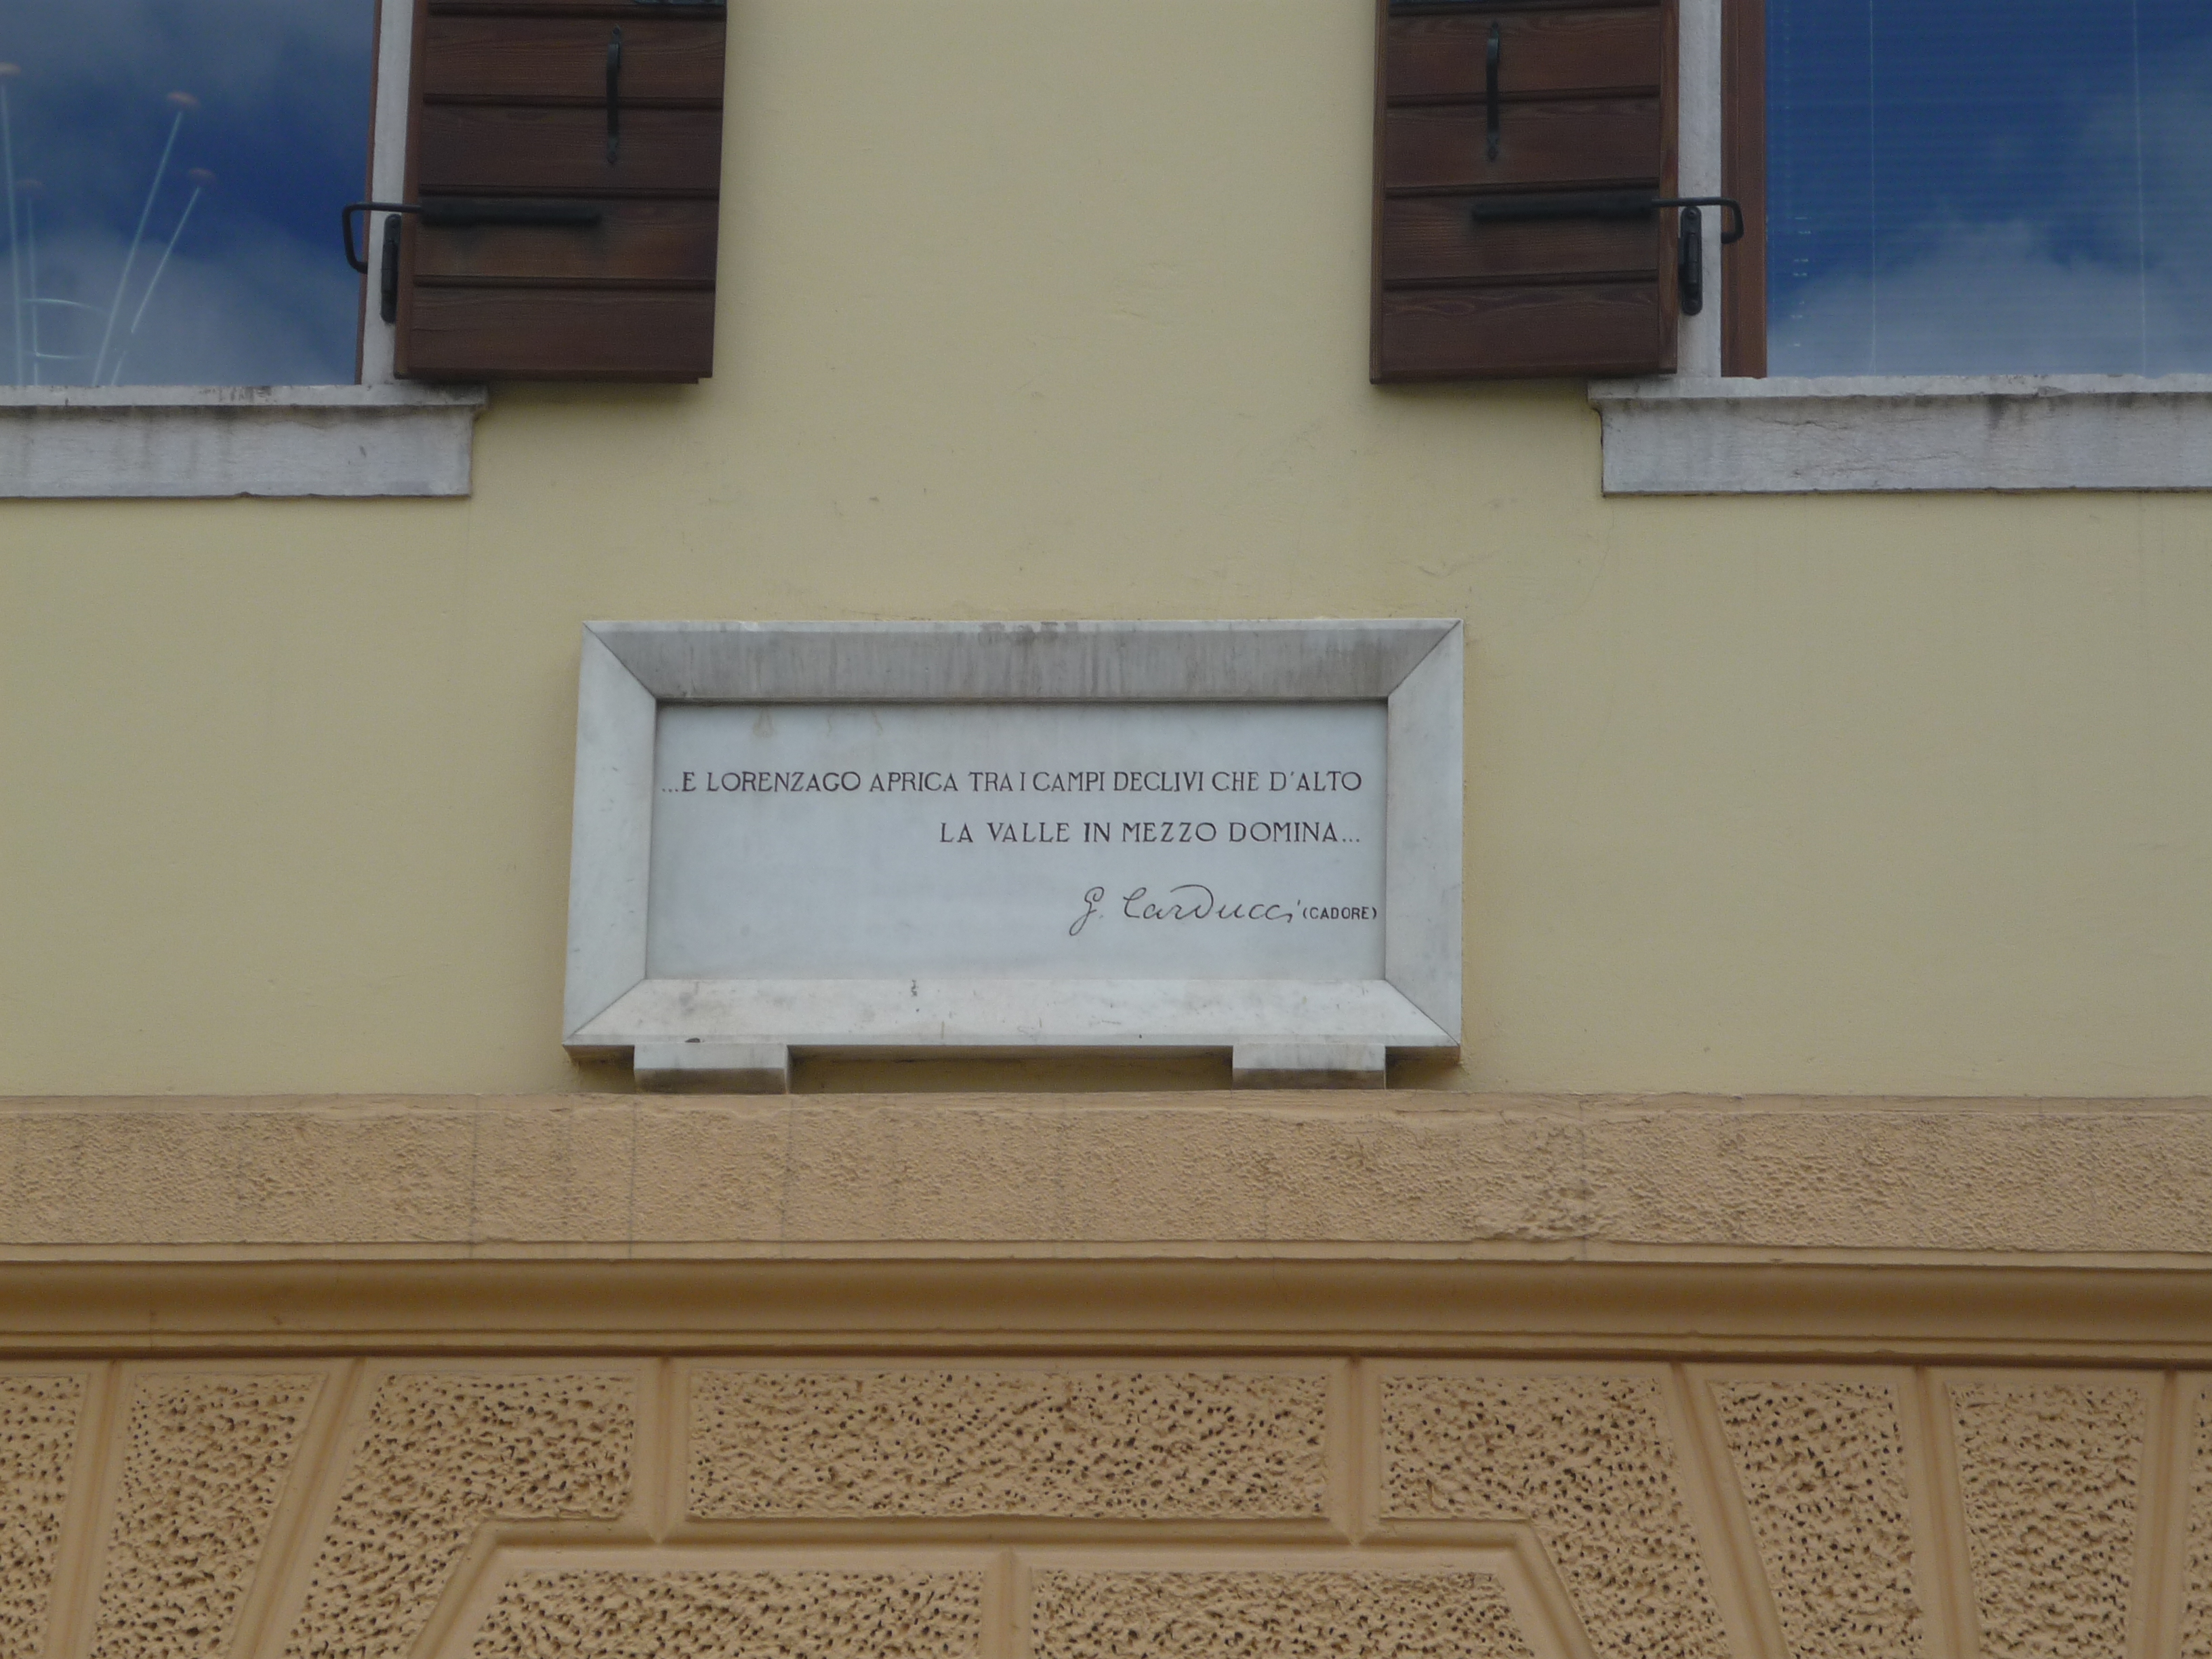 ...E LORENZAGO APRICA TRA I CAMPI DECLIVI CHE D'ALTO
LA VALLE IN MEZZO DOMINA...
G. Carducci (CADORE)